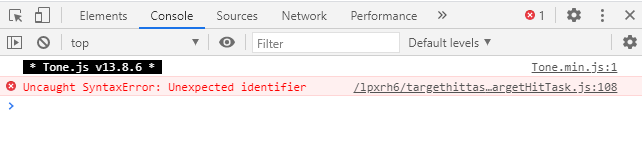 Elements Console Sources Network Performance » 1
top Filter Default levels
* Tone.js v13.8.6 * Tone.min.js:1
Uncaught SyntaxError: Unexpected identifier /lpxrh6/targethittas…argetHitTask.js:108